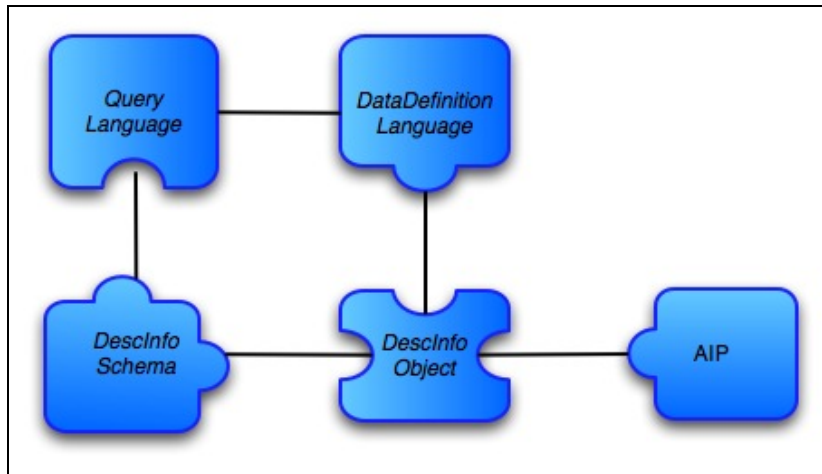 Query
Language
DataDefinition
Language
DescInfo
Schema
DescInfo
Object
AIP